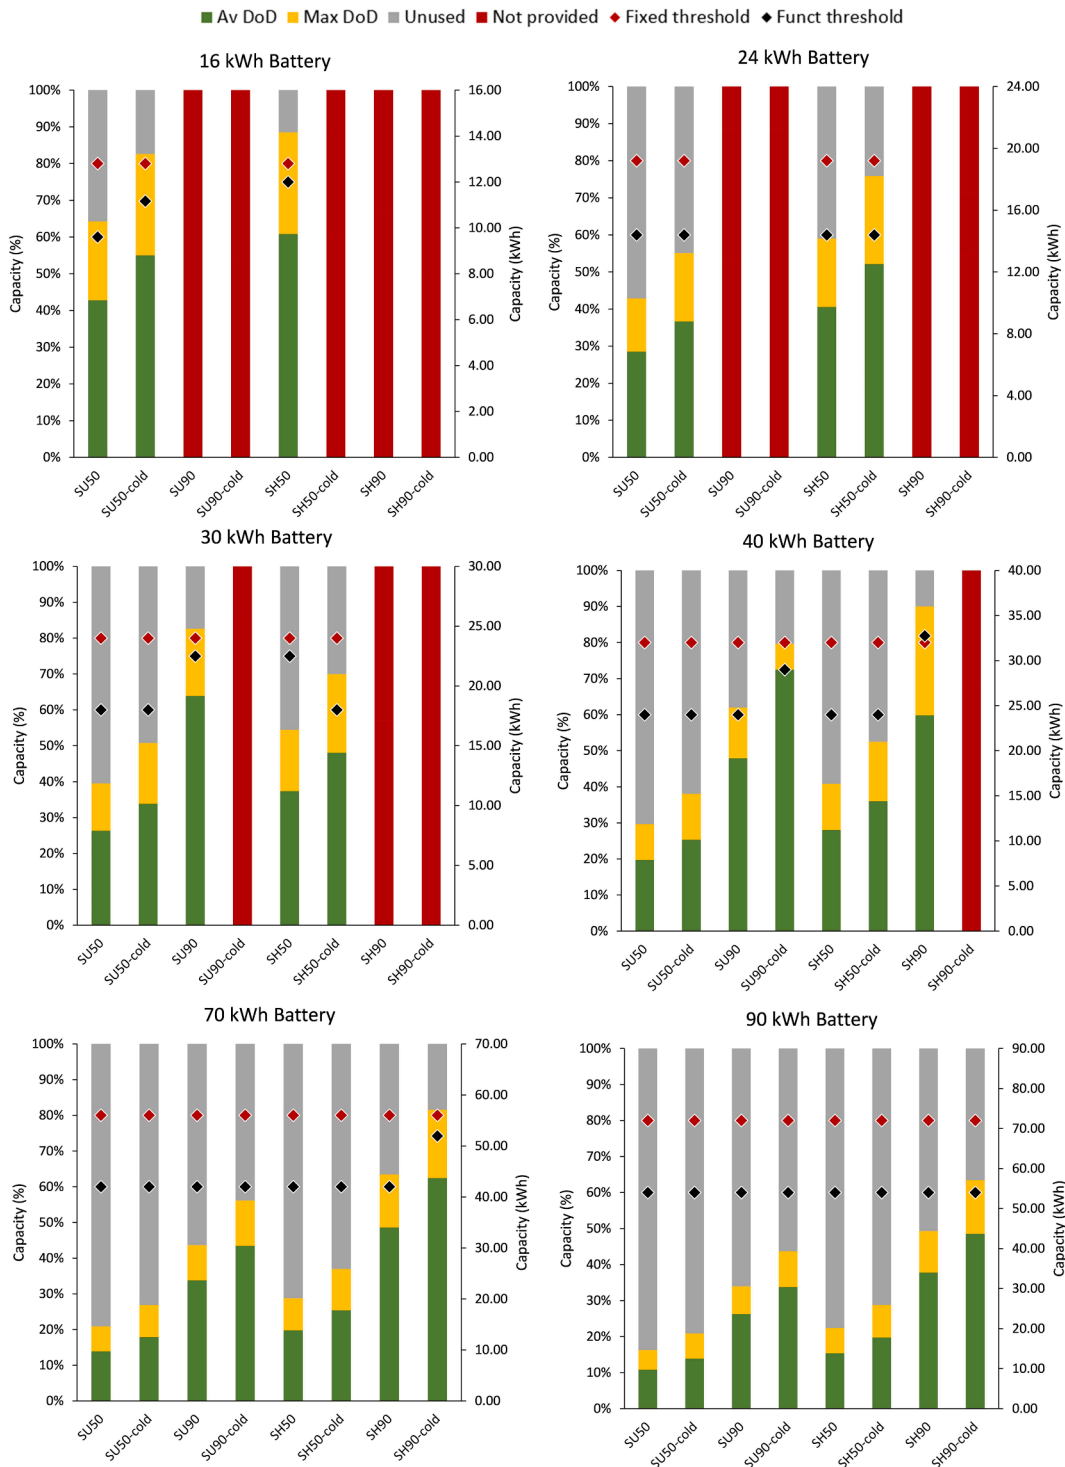 Av DoD Max DoD Unused Not provided Fixed threshold Funct threshold
16 kWh Battery
100%
90%
80%
70%
60%
50%
40%
30%
20%
10%
0%
Capacity (%)
16.00
14.00
12.00
10.00
8.00
6.00
4.00
2.00
0.00
Capacity (kWh)
SU50
SU50-cold
SU90
SU90-cold
SH50
SH50-cold
SH90
SH90-cold
24 kWh Battery
100%
90%
80%
70%
60%
50%
40%
30%
20%
10%
0%
Capacity (%)
24.00
20.00
16.00
12.00
8.00
4.00
0.00
Capacity (kWh)
SU50
SU50-cold
SU90
SU90-cold
SH50
SH50-cold
SH90
SH90-cold
30 kWh Battery
100%
90%
80%
70%
60%
50%
40%
30%
20%
10%
0%
Capacity (%)
30.00
25.00
20.00
15.00
10.00
5.00
0.00
Capacity (kWh)
SU50
SU50-cold
SU90
SU90-cold
SH50
SH50-cold
SH90
SH90-cold
40 kWh Battery
100%
90%
80%
70%
60%
50%
40%
30%
20%
10%
0%
Capacity (%)
40.00
35.00
30.00
25.00
20.00
15.00
10.00
5.00
0.00
Capacity (kWh)
SU50
SU50-cold
SU90
SU90-cold
SH50
SH50-cold
SH90
SH90-cold
70 kWh Battery
100%
90%
80%
70%
60%
50%
40%
30%
20%
10%
0%
Capacity (%)
70.00
60.00
50.00
40.00
30.00
20.00
10.00
0.00
Capacity (kWh)
SU50
SU50-cold
SU90
SU90-cold
SH50
SH50-cold
SH90
SH90-cold
90 kWh Battery
100%
90%
80%
70%
60%
50%
40%
30%
20%
10%
0%
Capacity (%)
90.00
80.00
70.00
60.00
50.00
40.00
30.00
20.00
10.00
0.00
Capacity (kWh)
SU50
SU50-cold
SU90
SU90-cold
SH50
SH50-cold
SH90
SH90-cold